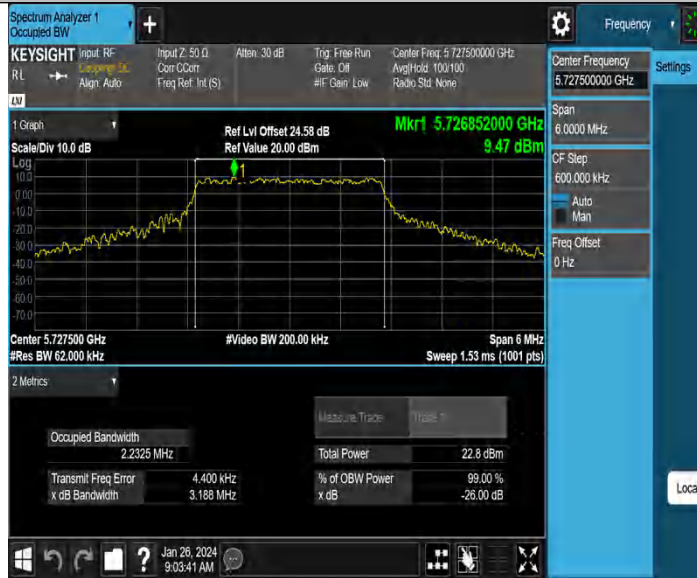 Spectrum Analyzer 1
Occupied BW
Frequency
KEYSIGHT
Input: RF
Coupling: DC
Align: Auto
RL
Input Z: 50 Ω
Corr CCorr
Freq Ref: Int (S)
Atten: 30 dB
Trig: Free Run
Gate: Off
#IF Gain: Low
Center Freq: 5.727500000 GHz
Avg|Hold: 100/100
Radio Std: None
LNI
Center Frequency
5.727500000 GHz
Settings
Span
6.0000 MHz
CF Step
600.000 kHz
Auto
Man
Freq Offset
0 Hz
1 Graph
Scale/Div 10.0 dB
Ref Lvl Offset 24.58 dB
Ref Value 20.00 dBm
Mkr1 5.726852000 GHz
9.47 dBm
Log
10.0
0.00
-10.0
-20.0
-30.0
-40.0
-50.0
-60.0
-70.0
1
Center 5.727500 GHz
#Res BW 62.000 kHz
#Video BW 200.00 kHz
Span 6 MHz
Sweep 1.53 ms (1001 pts)
2 Metrics
Measure Trace
Trace 1
Occupied Bandwidth
2.2325 MHz
Total Power
22.8 dBm
Transmit Freq Error
4.400 kHz
% of OBW Power
99.00 %
x dB Bandwidth
3.188 MHz
x dB
-26.00 dB
Loca
?
Jan 26, 2024
9:03:41 AM